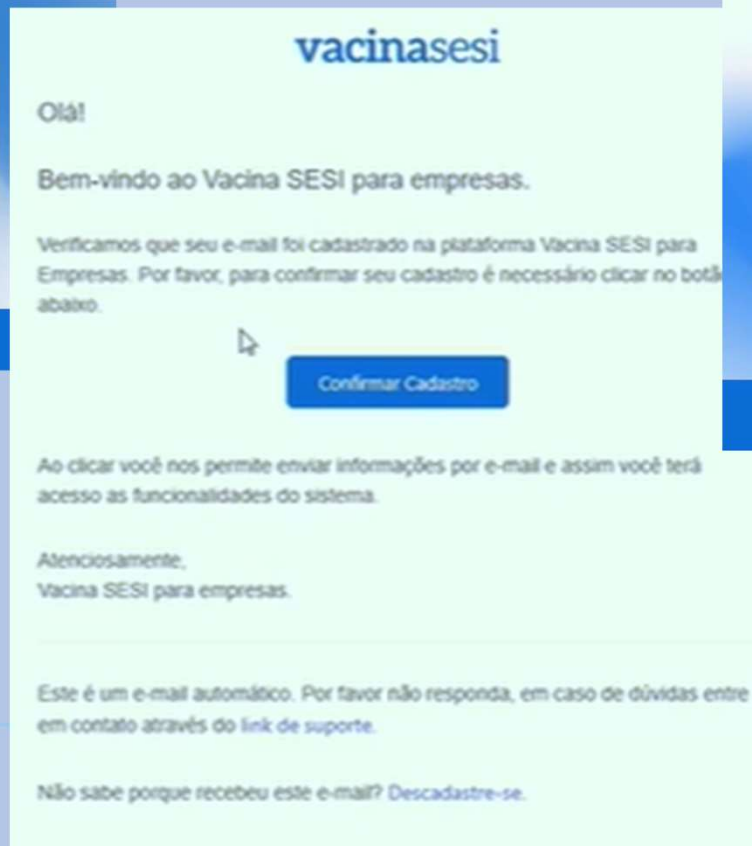 vacinasesi
Olá!
Bem-vindo ao Vacina SESI para empresas.
Verificamos que seu e-mail foi cadastrado na plataforma Vacina SESI para
Empresas. Por favor, para confirmar seu cadastro é necessário clicar no botã
abaixo.
Confirmar Cadastro
Ao clicar você nos permite enviar informações por e-mail e assim você terá
acesso as funcionalidades do sistema.
Atenciosamente,
Vacina SESI para empresas.
Este é um e-mail automático. Por favor não responda, em caso de dúvidas entre
em contato através do link de suporte.
Não sabe porque recebeu este e-mail? Descadastre-se.